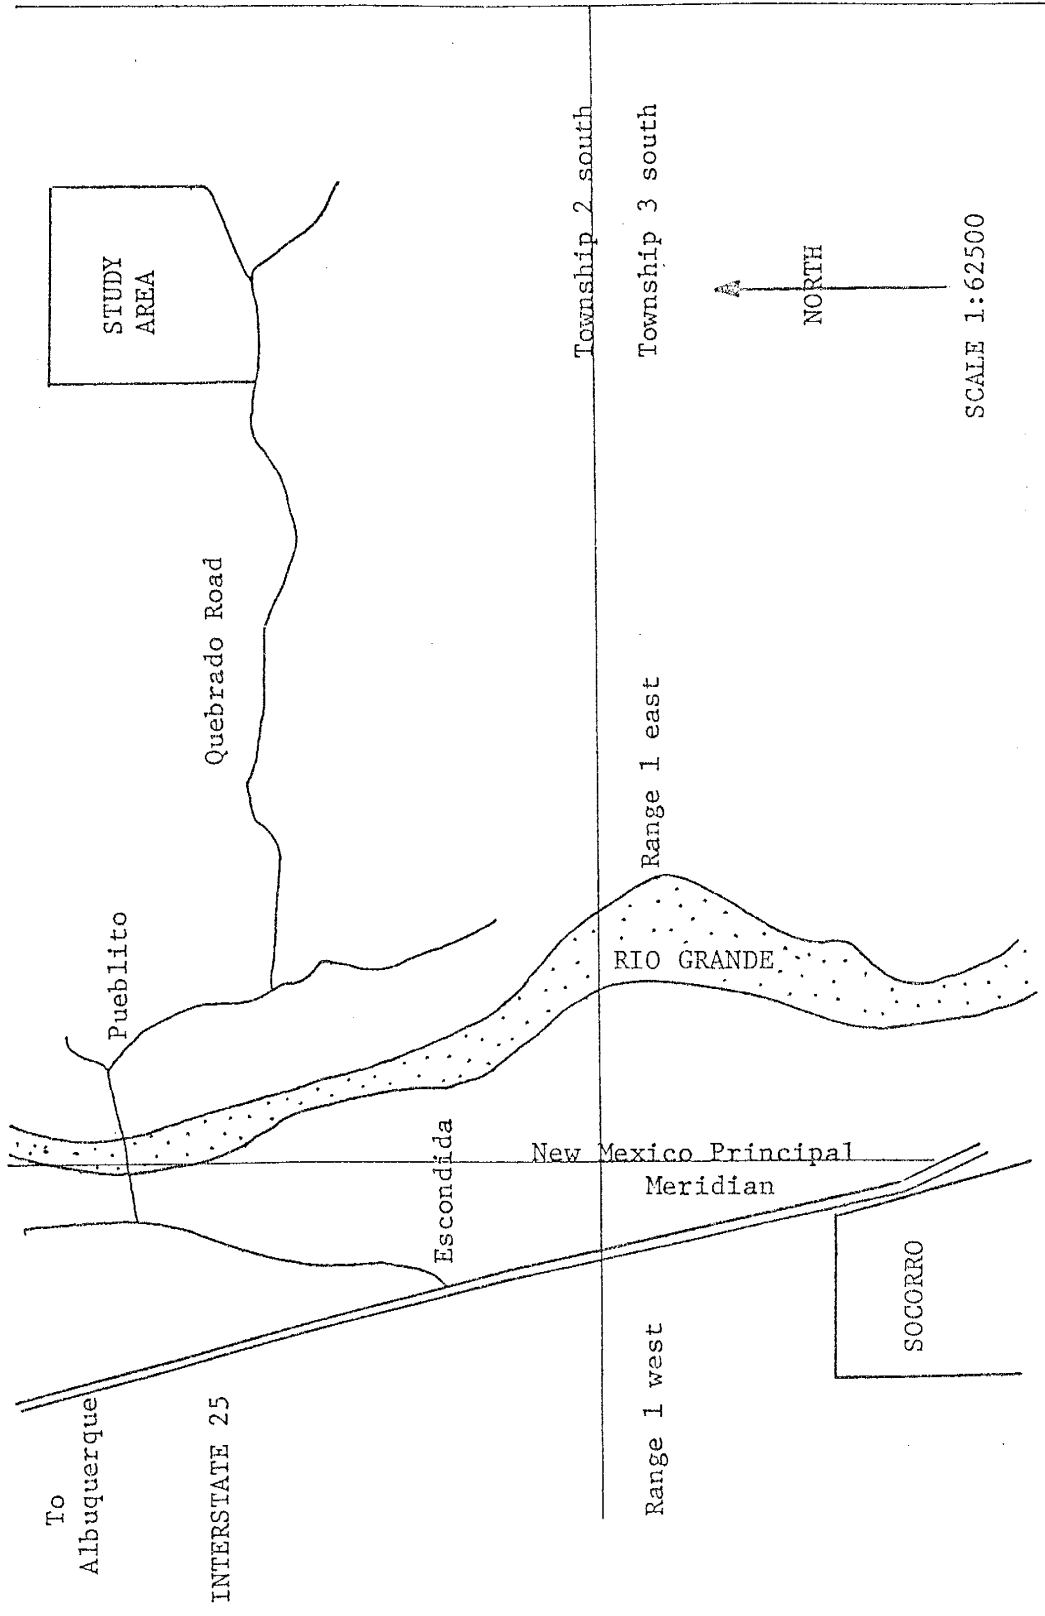 To
Albuquerque
INTERSTATE 25
Pueblito
Quebrado Road
STUDY
AREA
Escondida
New Mexico Principal
Meridian
RIO GRANDE
Range 1 west
Range 1 east
Township 2 south
Township 3 south
SOCORRO
NORTH
SCALE 1:62500